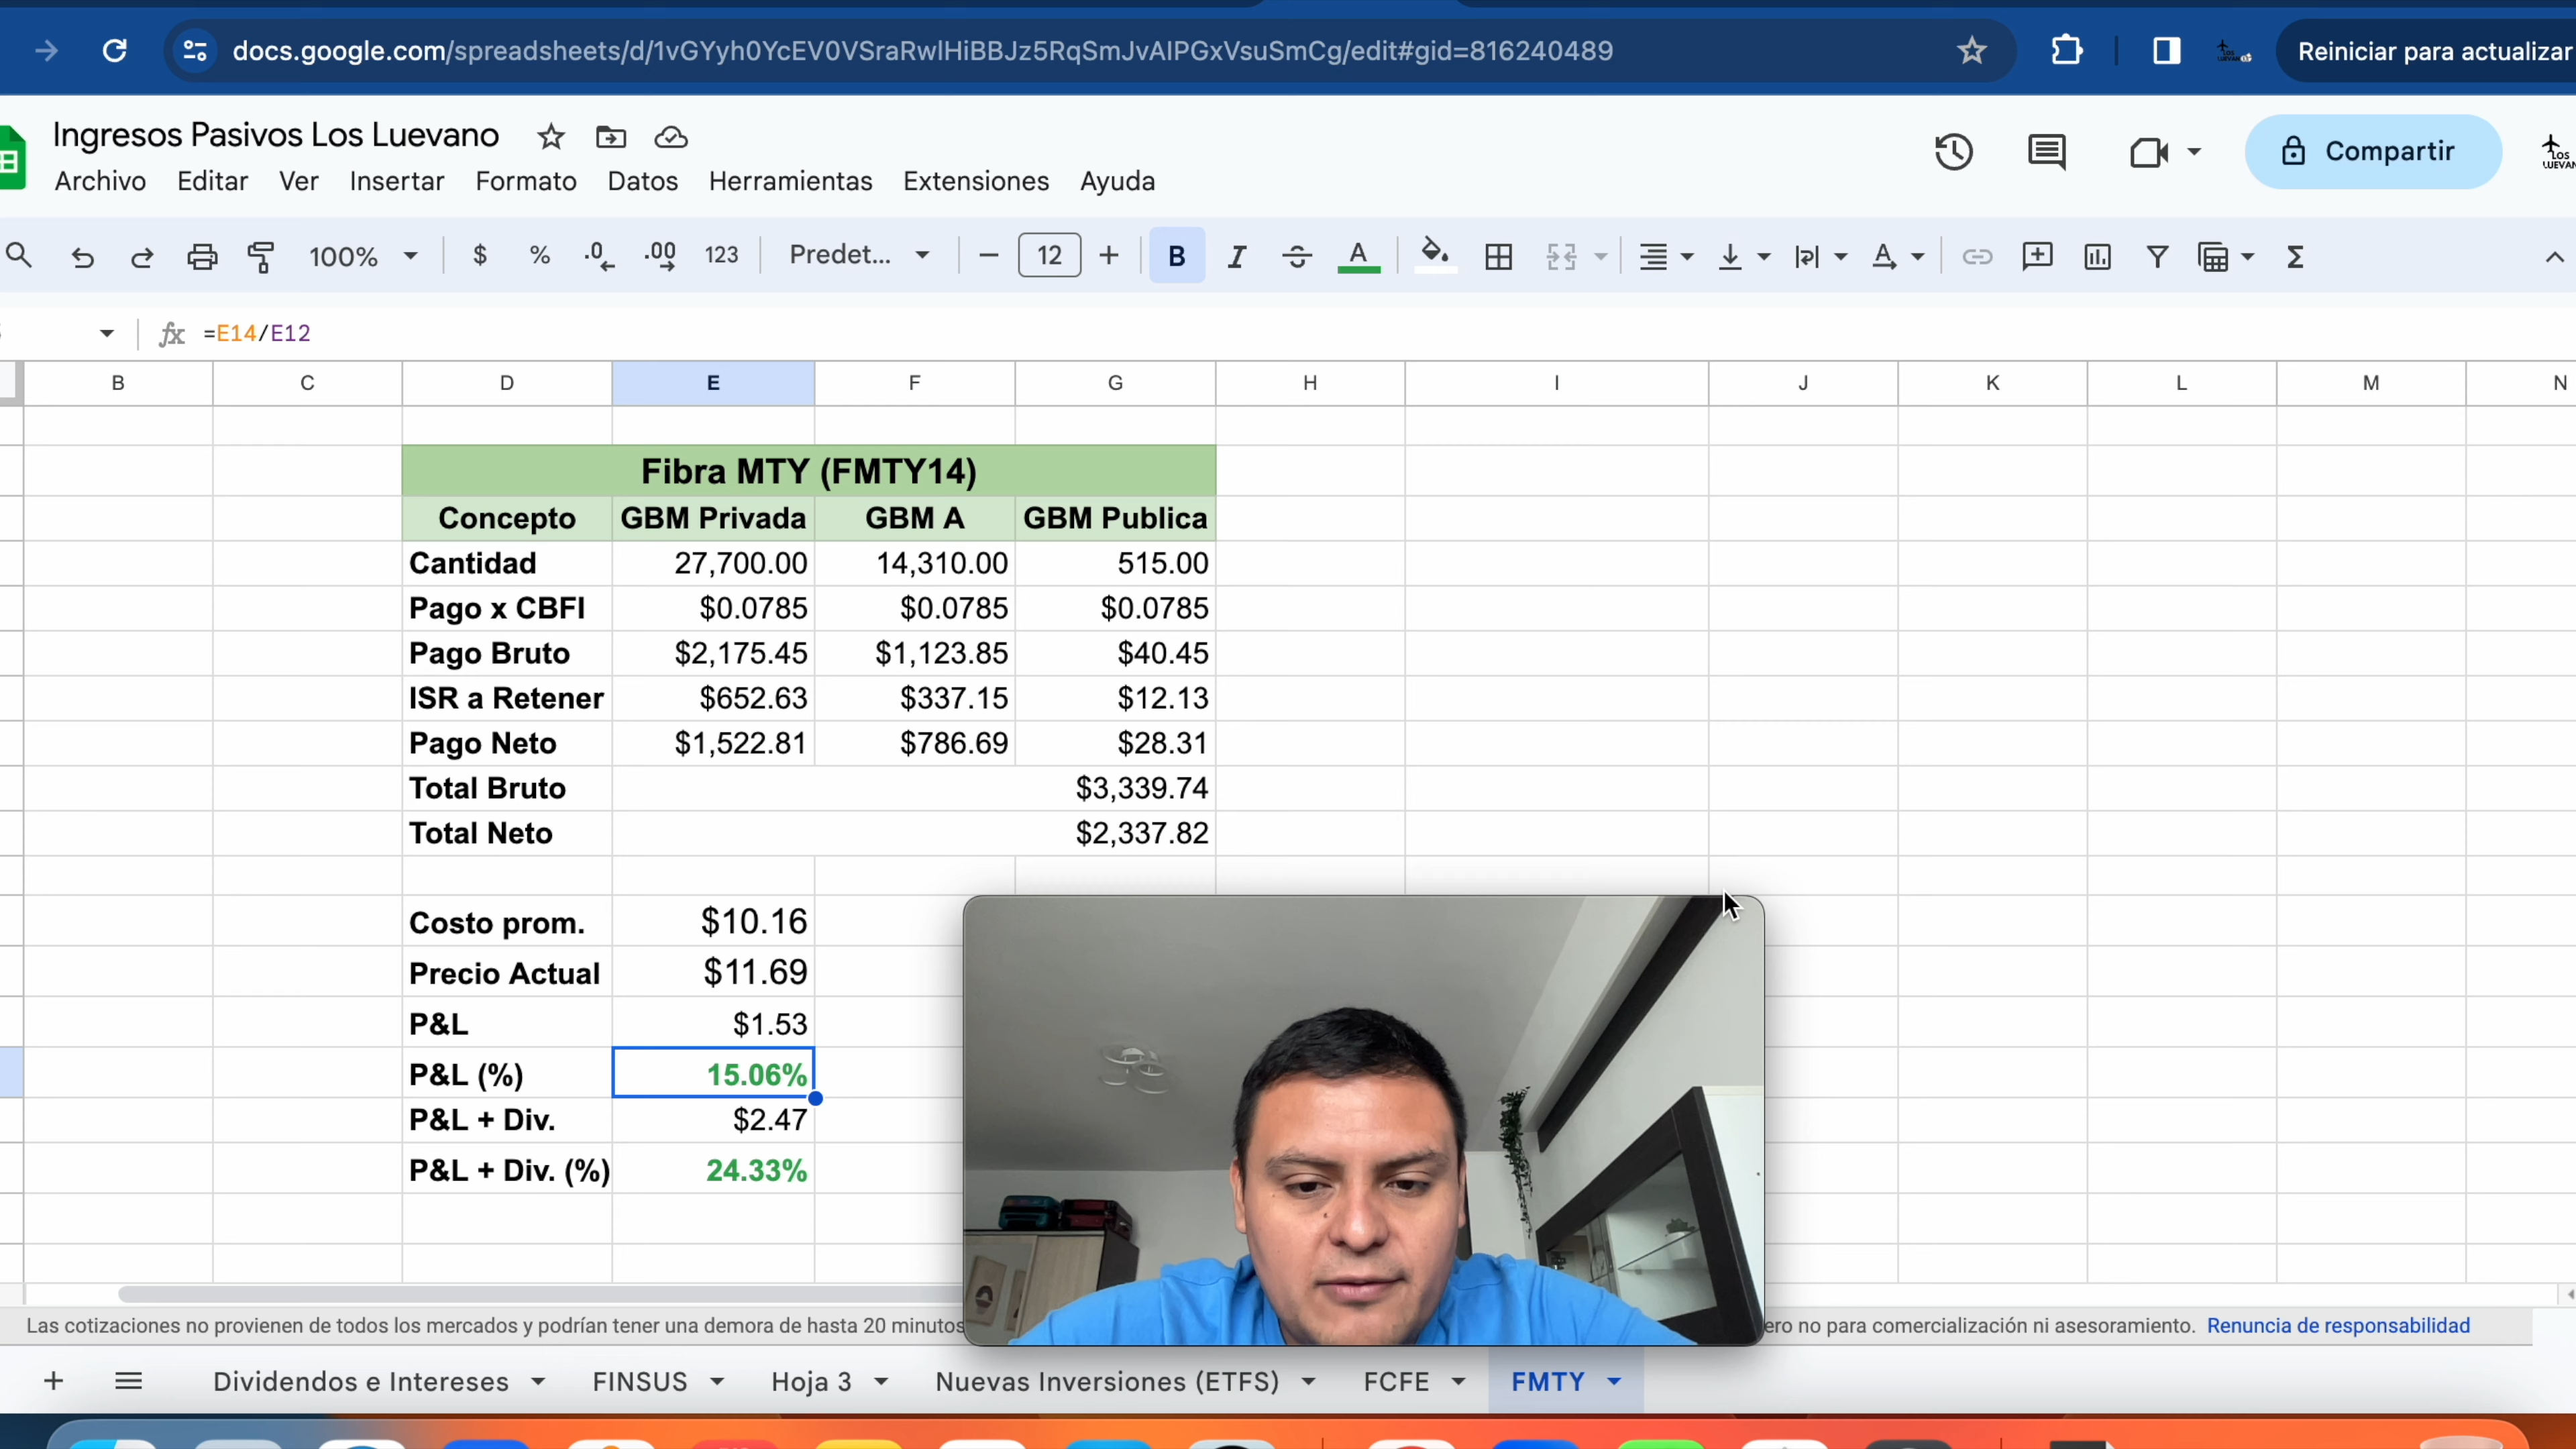 docs.google.com/spreadsheets/d/1vGYyh0YcEV0VSraRwlHiBBJz5RqSmJvAlPGxVsuSmCg/edit#gid=816240489
Reiniciar para actualizar
Ingresos Pasivos Los Luevano
Archivo Editar Ver Insertar Formato Datos Herramientas Extensiones Ayuda
Compartir
LOS
100% $ % .0 .00 123 Predet... 12 B I A A Σ
fx =E14/E12
B C D E F G H I J K L M N
Fibra MTY (FMTY14)
Concepto GBM Privada GBM A GBM Publica
Cantidad 27,700.00 14,310.00 515.00
Pago x CBFI $0.0785 $0.0785 $0.0785
Pago Bruto $2,175.45 $1,123.85 $40.45
ISR a Retener $652.63 $337.15 $12.13
Pago Neto $1,522.81 $786.69 $28.31
Total Bruto $3,339.74
Total Neto $2,337.82
Costo prom. $10.16
Precio Actual $11.69
P&L $1.53
P&L (%) 15.06%
P&L + Div. $2.47
P&L + Div. (%) 24.33%
Las cotizaciones no provienen de todos los mercados y podrían tener una demora de hasta 20 minutos
ero no para comercialización ni asesoramiento. Renuncia de responsabilidad
Dividendos e Intereses FINSUS Hoja 3 Nuevas Inversiones (ETFS) FCFE FMTY